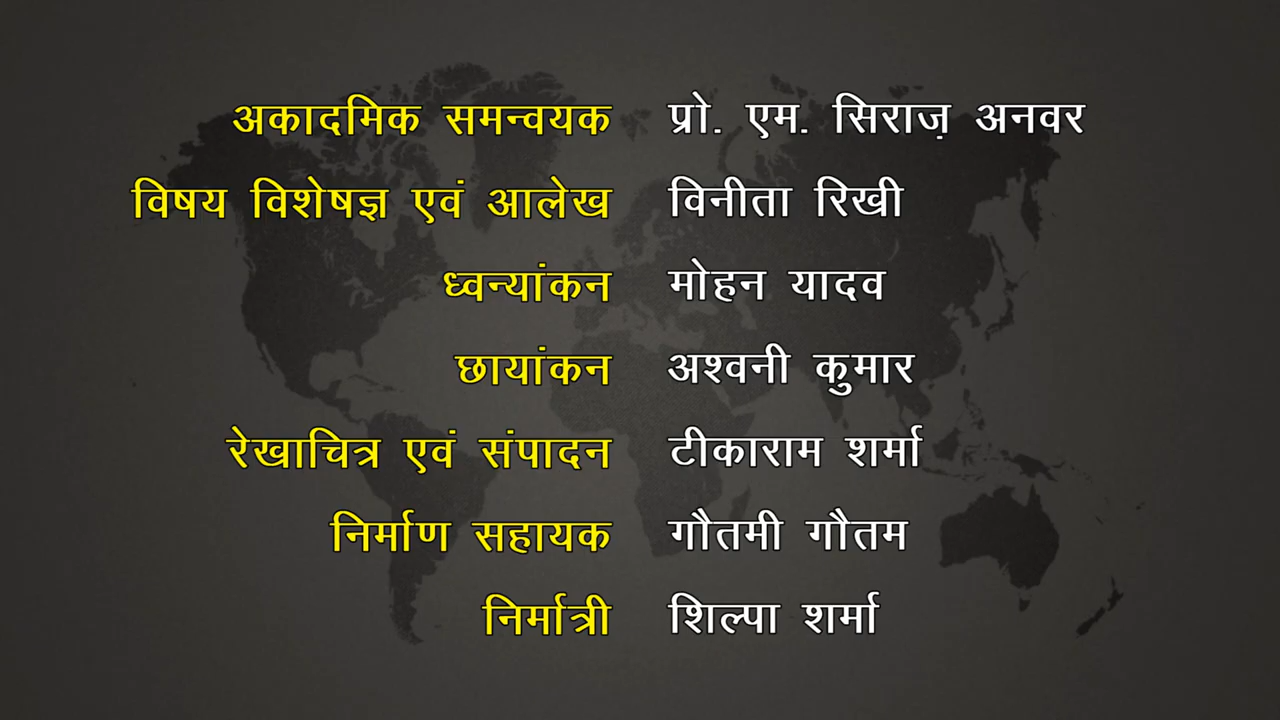 अकादमिक समन्वयक प्रो. एम. सिराज़ अनवर
विषय विशेषज्ञ एवं आलेख विनीता रिखी
ध्वन्यांकन मोहन यादव
छायांकन अश्वनी कुमार
रेखाचित्र एवं संपादन टीकाराम शर्मा
निर्माण सहायक गौतमी गौतम
निर्मात्री शिल्पा शर्मा